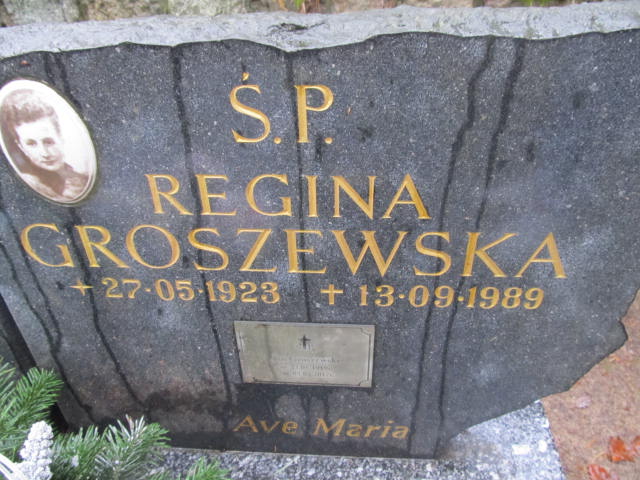 Ś.P.
REGINA
GROSZEWSKA
+27·05·1923 +13·09·1989
Ave Maria